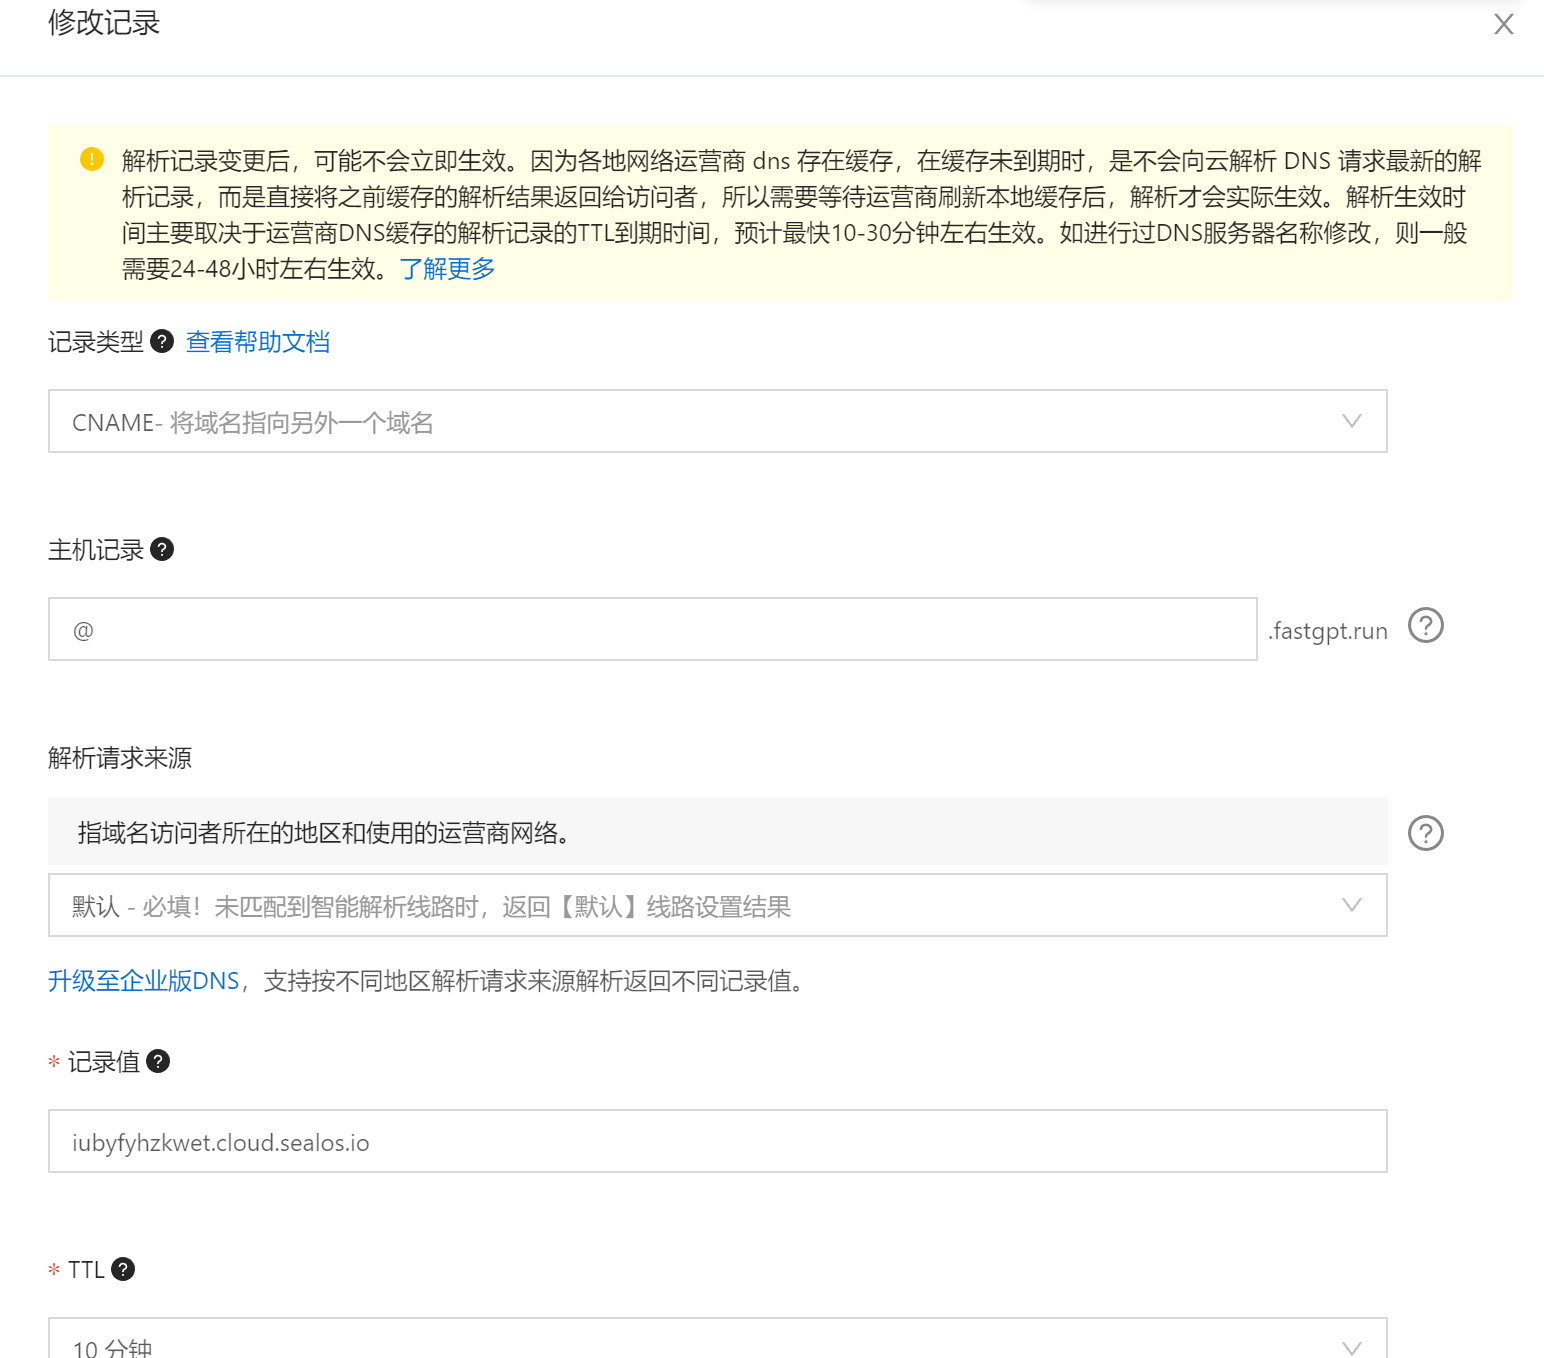 修改记录
解析记录变更后，可能不会立即生效。因为各地网络运营商 dns 存在缓存，在缓存未到期时，是不会向云解析 DNS 请求最新的解
析记录，而是直接将之前缓存的解析结果返回给访问者，所以需要等待运营商刷新本地缓存后，解析才会实际生效。解析生效时
间主要取决于运营商DNS缓存的解析记录的TTL到期时间，预计最快10-30分钟左右生效。如进行过DNS服务器名称修改，则一般
需要24-48小时左右生效。了解更多
记录类型 查看帮助文档
CNAME- 将域名指向另外一个域名
主机记录
@ .fastgpt.run
解析请求来源
指域名访问者所在的地区和使用的运营商网络。
默认 - 必填！未匹配到智能解析线路时，返回【默认】线路设置结果
升级至企业版DNS，支持按不同地区解析请求来源解析返回不同记录值。
* 记录值
iubyfyhzkwet.cloud.sealos.io
* TTL
10 分钟